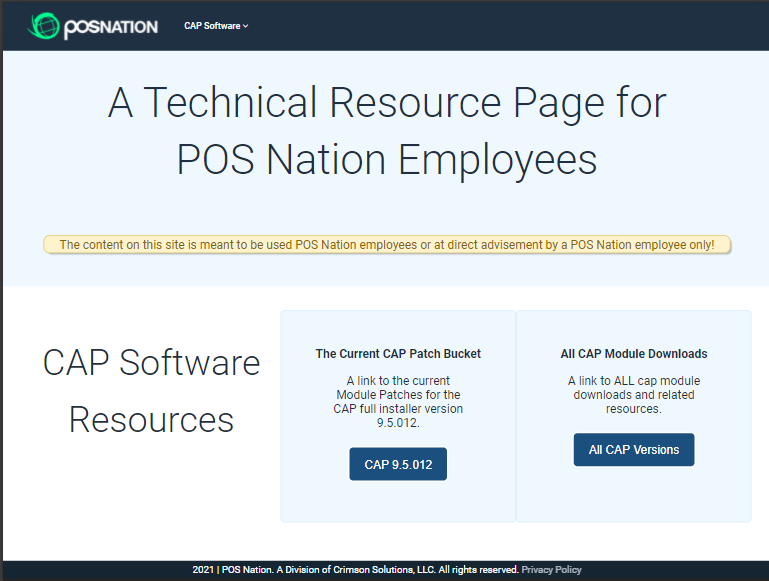 POSNATION
CAP Software
A Technical Resource Page for
POS Nation Employees
The content on this site is meant to be used POS Nation employees or at direct advisement by a POS Nation employee only!
CAP Software
Resources
The Current CAP Patch Bucket
A link to the current
Module Patches for the
CAP full installer version
9.5.012.
CAP 9.5.012
All CAP Module Downloads
A link to ALL cap module
downloads and related
resources.
All CAP Versions
2021 | POS Nation. A Division of Crimson Solutions, LLC. All rights reserved. Privacy Policy